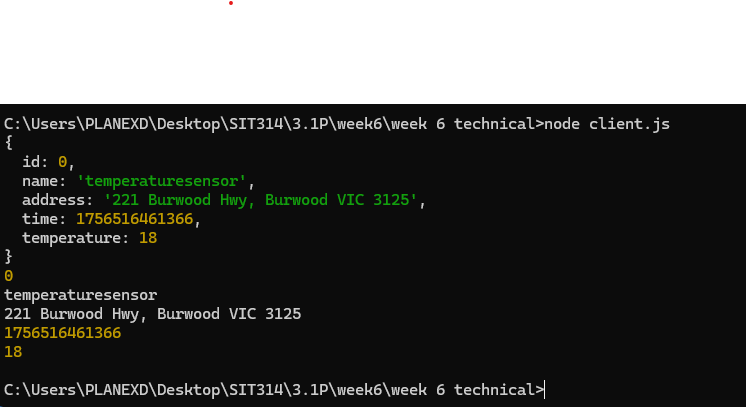 C:\Users\PLANEXD\Desktop\SIT314\3.1P\week6\week 6 technical>node client.js
{
  id: 0,
  name: 'temperaturesensor',
  address: '221 Burwood Hwy, Burwood VIC 3125',
  time: 1756516461366,
  temperature: 18
}
0
temperaturesensor
221 Burwood Hwy, Burwood VIC 3125
1756516461366
18
C:\Users\PLANEXD\Desktop\SIT314\3.1P\week6\week 6 technical>